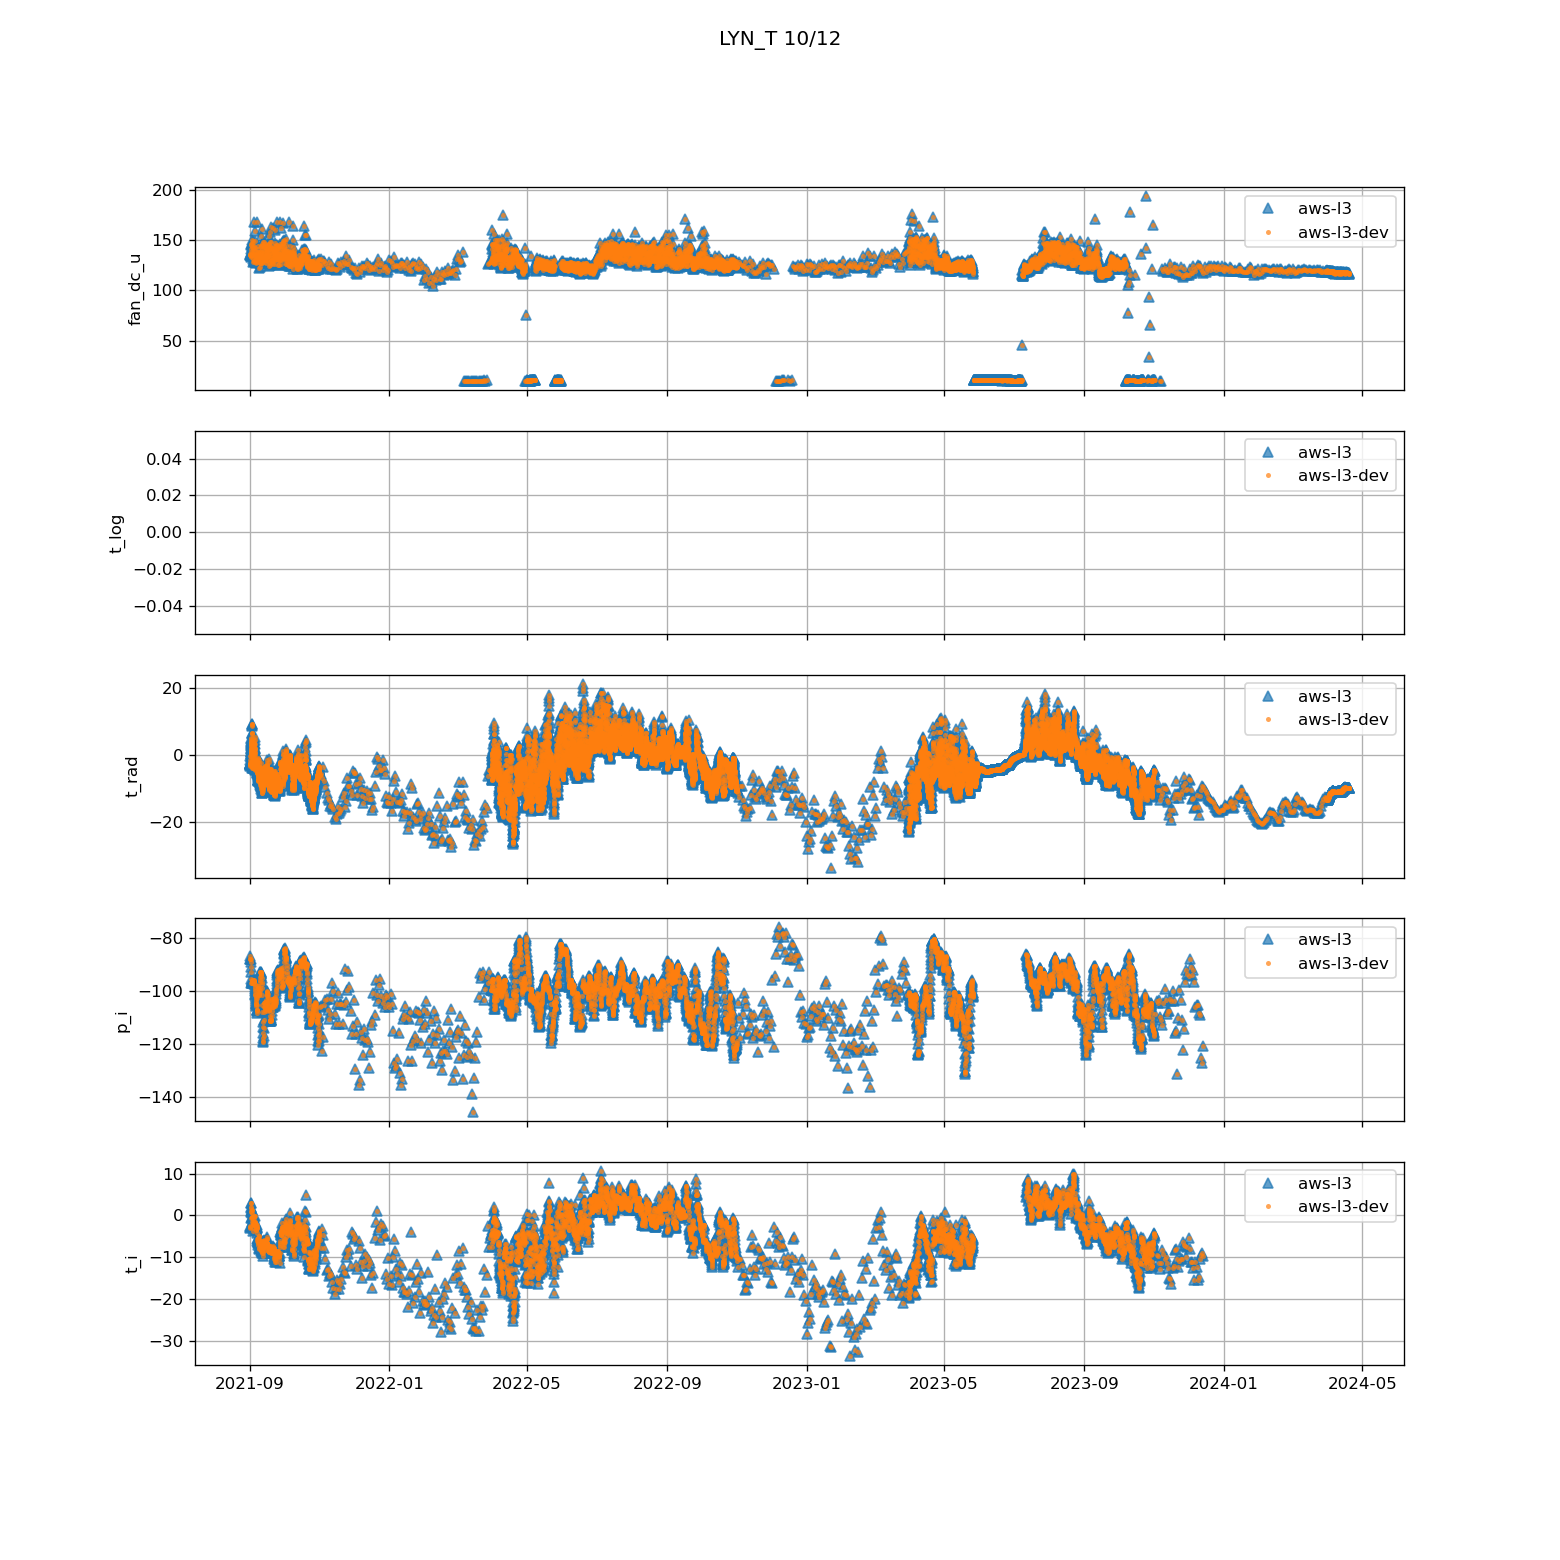 LYN_T 10/12
200
150
100
50
fan_dc_u
aws-l3
aws-l3-dev
0.04
0.02
0.00
−0.02
−0.04
t_log
aws-l3
aws-l3-dev
20
0
−20
t_rad
aws-l3
aws-l3-dev
−80
−100
−120
−140
p_i
aws-l3
aws-l3-dev
10
0
−10
−20
−30
t_i
aws-l3
aws-l3-dev
2021-09 2022-01 2022-05 2022-09 2023-01 2023-05 2023-09 2024-01 2024-05